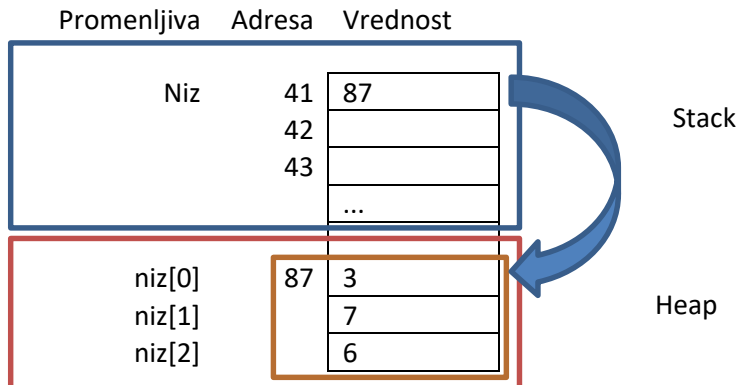 Promenljiva Adresa Vrednost
Niz 41 87
Stack
42
43
...
niz[0] 87 3
Heap
niz[1] 7
niz[2] 6